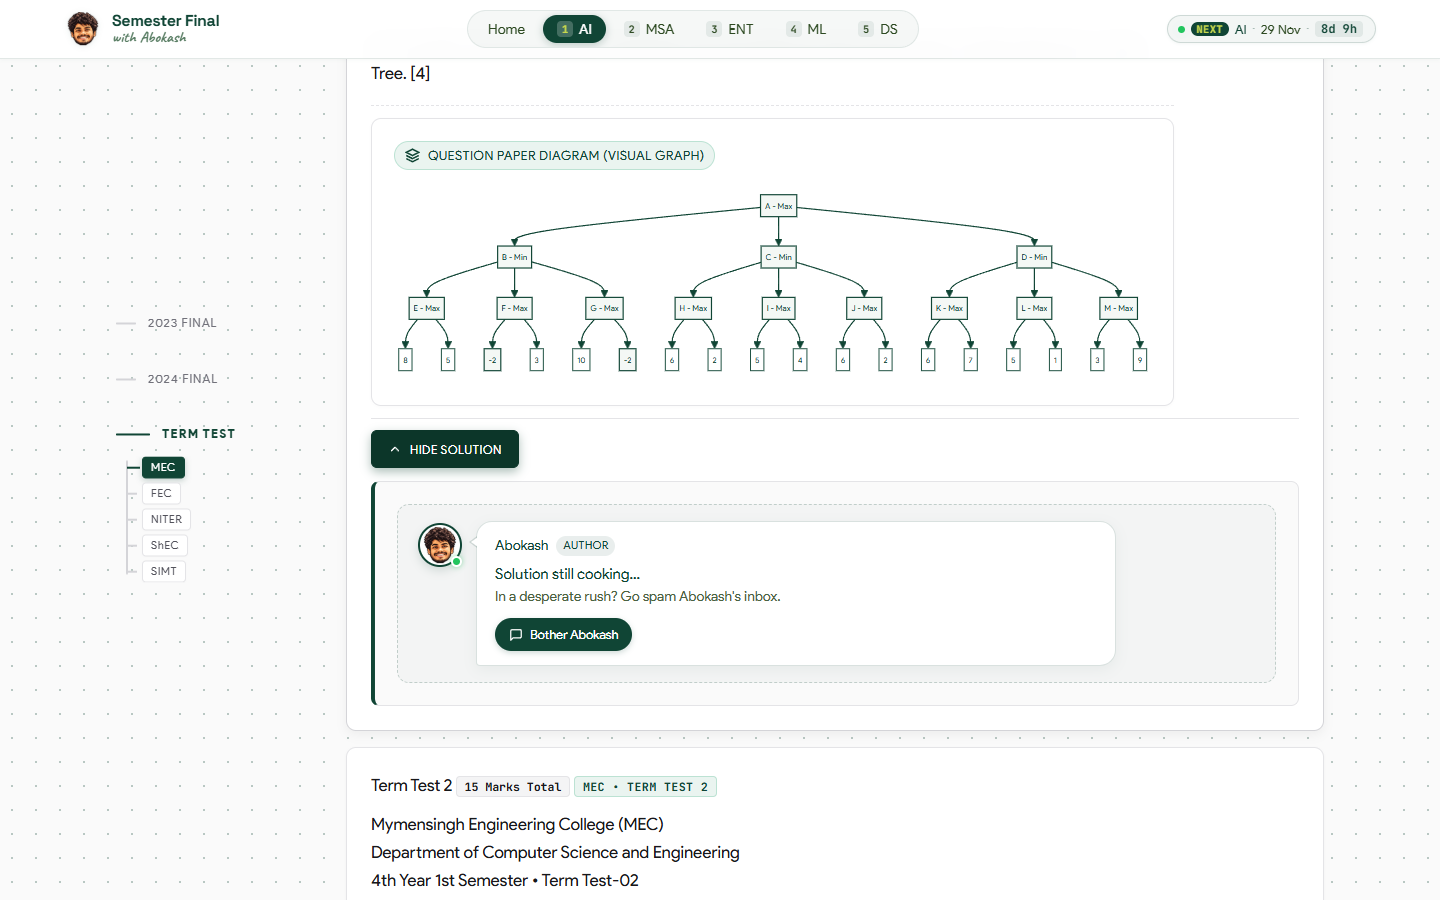 Semester Final
with Abokash
Home
1 AI
2 MSA
3 ENT
4 ML
5 DS
NEXT AI · 29 Nov · 8d 9h
Tree. [4]
QUESTION PAPER DIAGRAM (VISUAL GRAPH)
A - Max
B - Min
C - Min
D - Min
E - Max
F - Max
G - Max
H - Max
I - Max
J - Max
K - Max
L - Max
M - Max
8
5
-2
3
10
-2
6
2
5
4
6
2
6
7
5
1
3
9
2023 FINAL
2024 FINAL
TERM TEST
MEC
FEC
NITER
ShEC
SIMT
HIDE SOLUTION
Abokash AUTHOR
Solution still cooking...
In a desperate rush? Go spam Abokash's inbox.
Bother Abokash
Term Test 2 15 Marks Total MEC • TERM TEST 2
Mymensingh Engineering College (MEC)
Department of Computer Science and Engineering
4th Year 1st Semester • Term Test-02